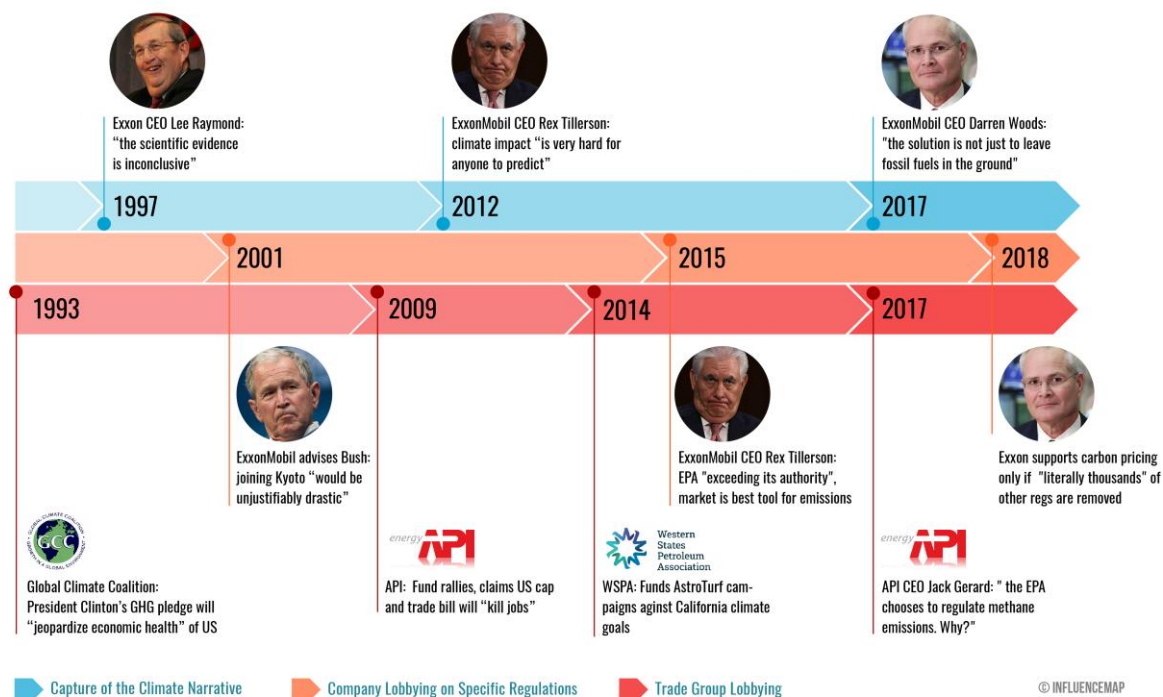 Exxon CEO Lee Raymond:
“the scientific evidence
is inconclusive”
ExxonMobil CEO Rex Tillerson:
climate impact “is very hard for
anyone to predict”
ExxonMobil CEO Darren Woods:
"the solution is not just to leave
fossil fuels in the ground"
1997
2012
2017
2001
2015
2018
1993
2009
2014
2017
ExxonMobil advises Bush:
joining Kyoto “would be
unjustifiably drastic”
ExxonMobil CEO Rex Tillerson:
EPA "exceeding its authority",
market is best tool for emissions
Exxon supports carbon pricing
only if "literally thousands" of
other regs are removed
GLOBAL CLIMATE COALITION
GCC
GROWTH IN A GLOBAL ENVIRONMENT
Global Climate Coalition:
President Clinton’s GHG pledge will
“jeopardize economic health” of US
energy API
API: Fund rallies, claims US cap
and trade bill will “kill jobs”
Western
States
Petroleum
Association
WSPA: Funds AstroTurf cam-
paigns against California climate
goals
energy API
API CEO Jack Gerard: " the EPA
chooses to regulate methane
emissions. Why?"
Capture of the Climate Narrative
Company Lobbying on Specific Regulations
Trade Group Lobbying
© INFLUENCEMAP